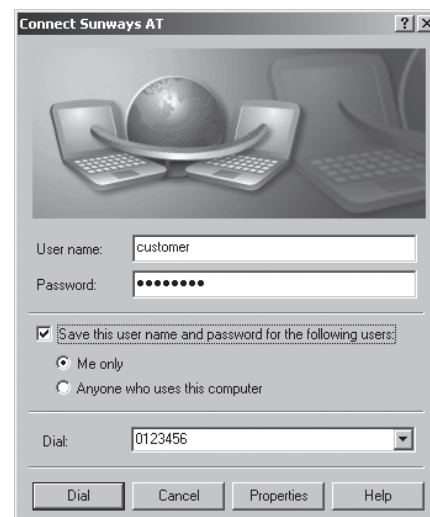 Connect Sunways AT
User name: customer
Password: ●●●●●●●●
Save this user name and password for the following users:
Me only
Anyone who uses this computer
Dial: 0123456
Dial Cancel Properties Help